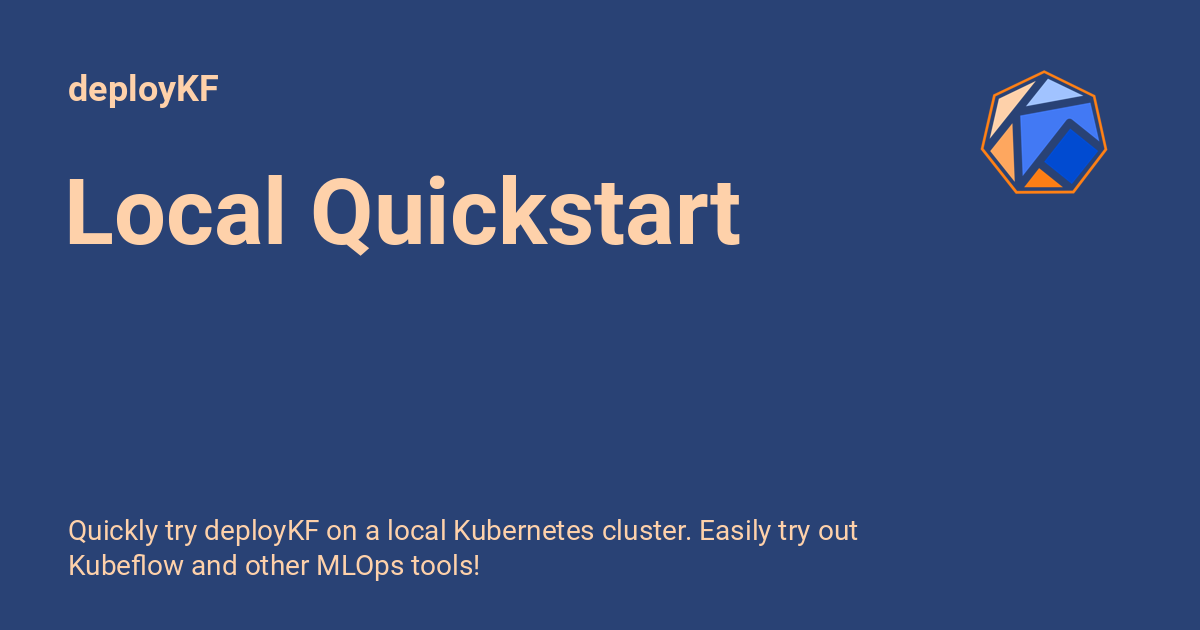 deployKF
Local Quickstart
Quickly try deployKF on a local Kubernetes cluster. Easily try out
Kubeflow and other MLOps tools!